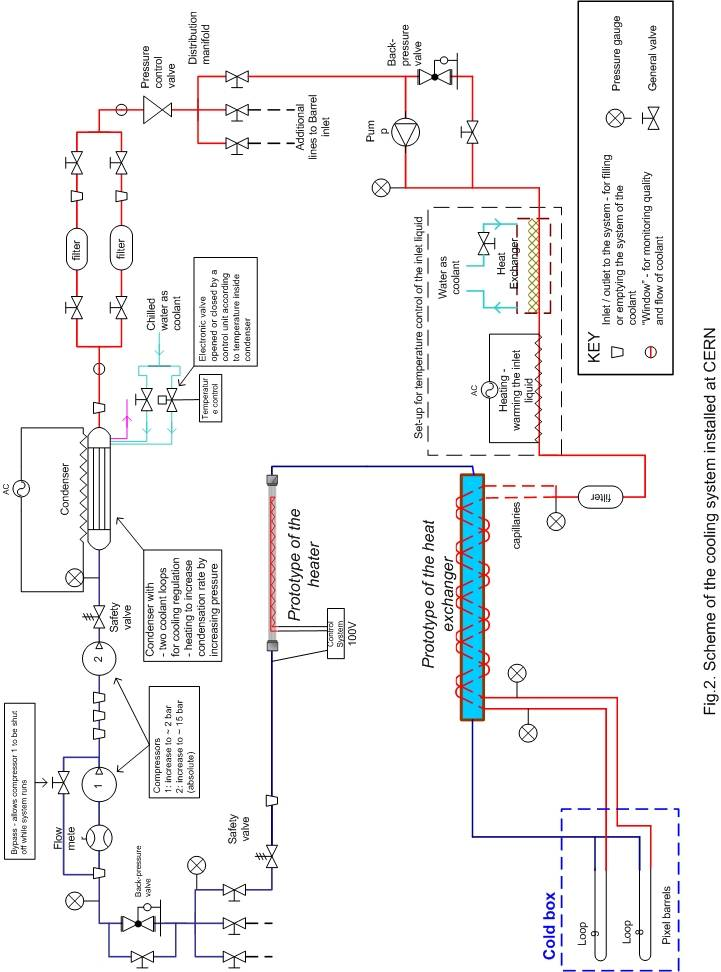 Bypass - allows compressor 1 to be shut
off while system runs
Flow
mete
r
1
2
Compressors
1: increase to ~ 2 bar
2: increase to ~ 15 bar
(absolute)
Safety
valve
Condenser with
- two coolant loops
for cooling regulation
- heating to increase
condensation rate by
increasing pressure
AC
Condenser
Temperatur
e control
Electronic valve
opened or closed by a
control unit according
to temperature inside
condenser
Chilled
water as
coolant
filter
filter
Pressure
control
valve
Distribution
manifold
Additional
lines to Barrel
inlet
Back-pressure
valve
Safety
valve
Prototype of the
heater
Control
System
100V
Back-
pressure
valve
Pum
p
Set-up for temperature control of the inlet liquid
Water as
coolant
Heat
Exchanger
AC
Heating -
warming the inlet
liquid
filter
capillaries
Prototype of the heat
exchanger
Cold box
Loop
9
Loop
8
Pixel barrels
KEY
Inlet / outlet to the system - for filling
or emptying the system of the
coolant
"Window" - for monitoring quality
and flow of coolant
Pressure gauge
General valve
Fig.2. Scheme of the cooling system installed at CERN